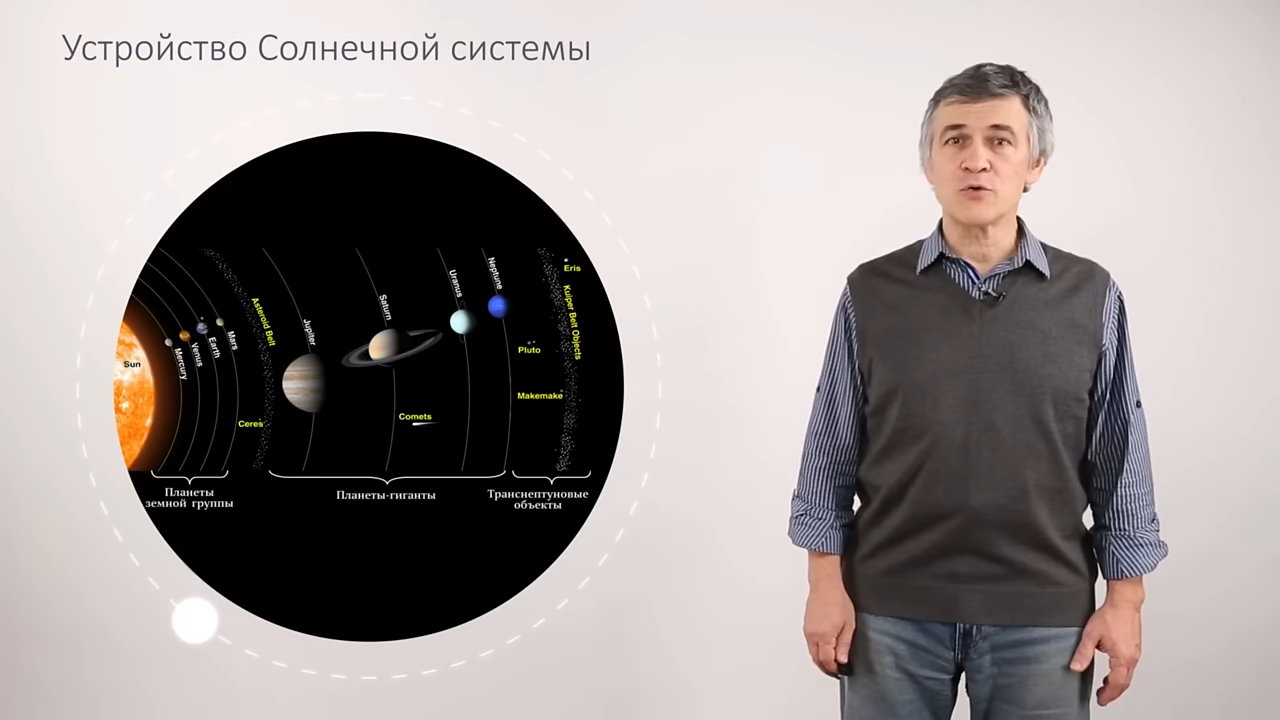 Устройство Солнечной системы
Sun
Mercury
Venus
Earth
Mars
Asteroid Belt
Ceres
Jupiter
Saturn
Comets
Uranus
Neptune
Pluto
Makemake
Eris
Kuiper Belt Objects
Планеты
земной группы
Планеты-гиганты
Транснептуновые
объекты